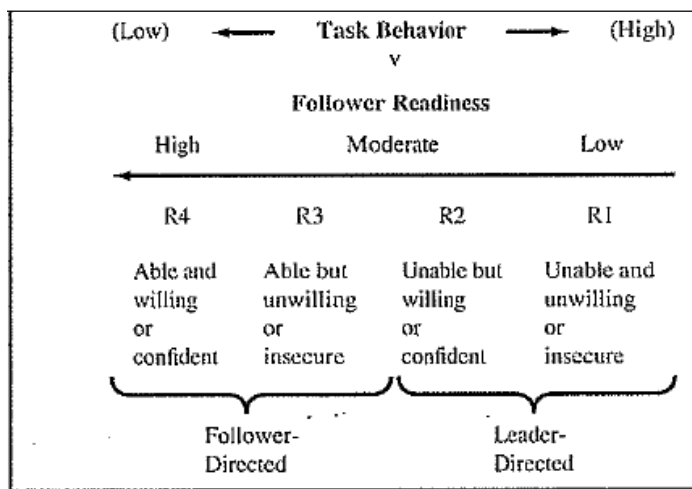 (Low) Task Behavior (High)
v
Follower Readiness
High Moderate Low
R4 R3 R2 R1
Able and Able but Unable but Unable and
willing unwilling willing unwilling
or or or or
confident insecure confident insecure
Follower- Leader-
Directed Directed